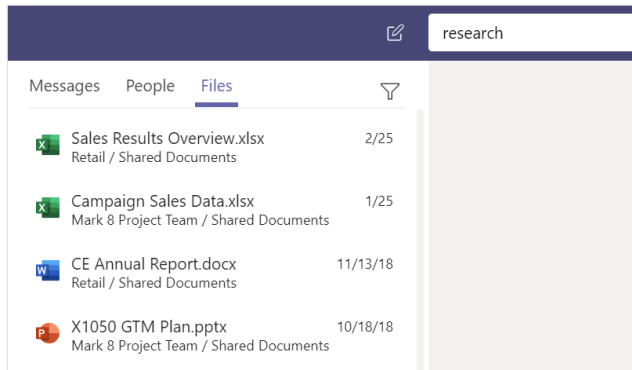 research
Messages People Files
Sales Results Overview.xlsx 2/25
Retail / Shared Documents
Campaign Sales Data.xlsx 1/25
Mark 8 Project Team / Shared Documents
CE Annual Report.docx 11/13/18
Retail / Shared Documents
X1050 GTM Plan.pptx 10/18/18
Mark 8 Project Team / Shared Documents